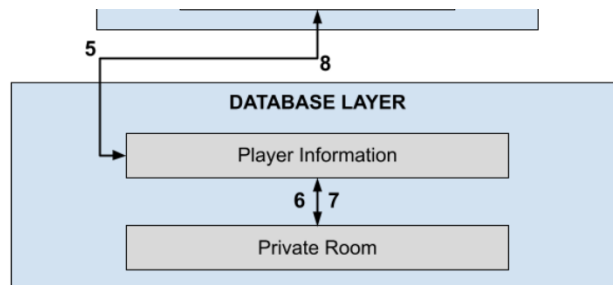 5
8
DATABASE LAYER
Player Information
6 7
Private Room